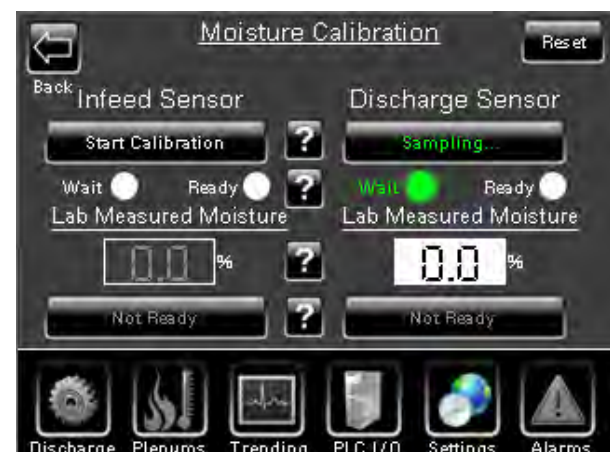 Moisture Calibration
Reset
Back
Infeed Sensor
Discharge Sensor
Start Calibration
?
Sampling...
Wait
Ready
?
Wait
Ready
Lab Measured Moisture
Lab Measured Moisture
0.0 %
?
0.0 %
Not Ready
?
Not Ready
Discharge
Plenums
Trending
PLC I/O
Settings
Alarms